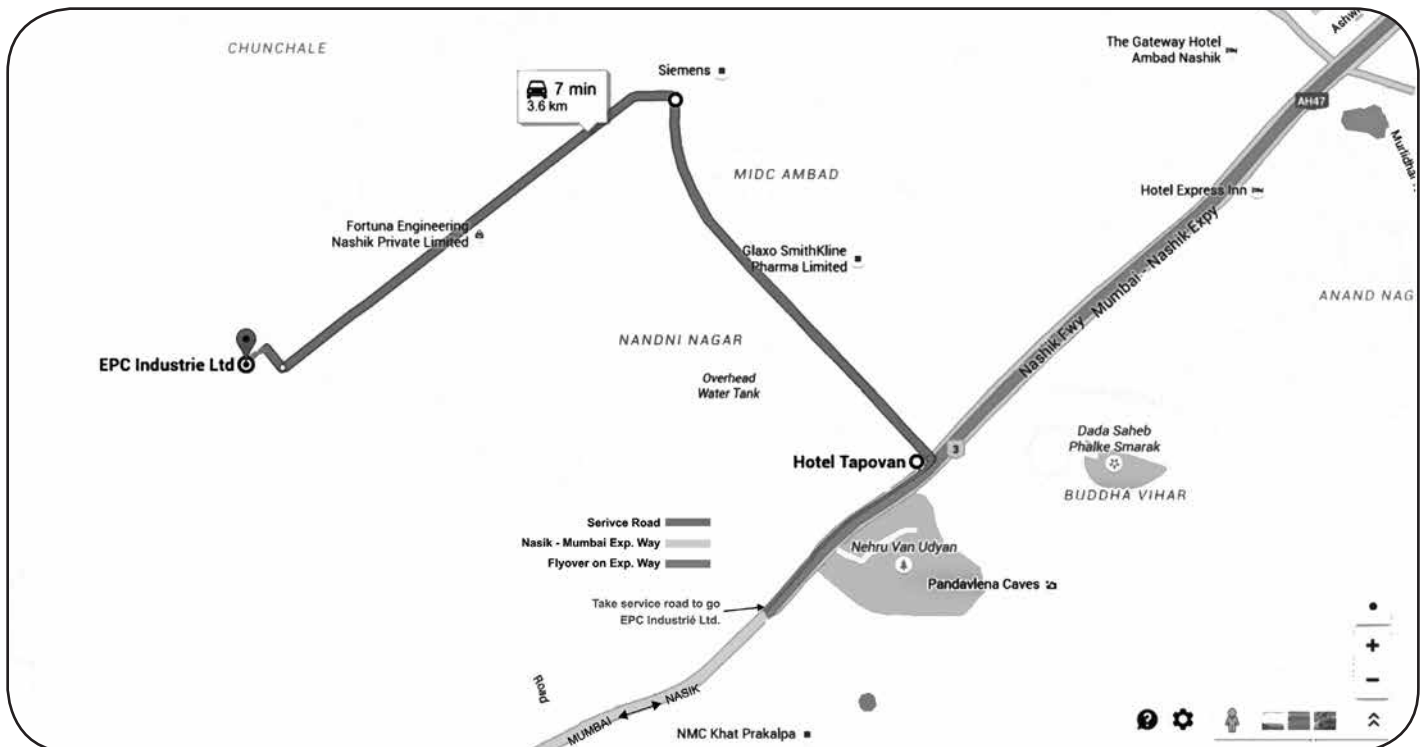 CHUNCHALE
Siemens
7 min
3.6 km
The Gateway Hotel
Ambad Nashik
AH47
MIDC AMBAD
Hotel Express Inn
Fortuna Engineering
Nashik Private Limited
Glaxo SmithKline
Pharma Limited
Nashik Fwy
Mumbai - Nashik Expy
ANAND NAG
NANDNI NAGAR
EPC Industrie Ltd
Overhead
Water Tank
Hotel Tapovan
3
Dada Saheb
Phalke Smarak
BUDDHA VIHAR
Serivce Road
Nasik - Mumbai Exp. Way
Flyover on Exp. Way
Nehru Van Udyan
Pandavlena Caves
Take service road to go
EPC Industrié Ltd.
Road
MUMBAI
NASIK
NMC Khat Prakalpa
+
−
?